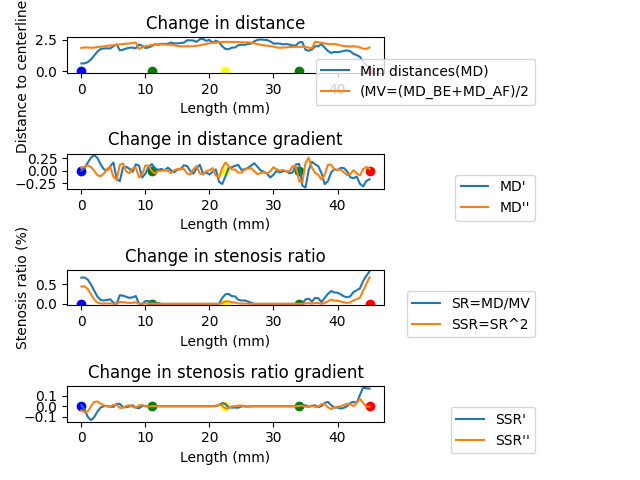 Change in distance
Distance to centerline
2.5
0.0
0 10 20 30 40
Length (mm)
Min distances(MD)
(MV=(MD_BE+MD_AF)/2
Change in distance gradient
0.25
0.00
−0.25
0 10 20 30 40
Length (mm)
MD'
MD''
Change in stenosis ratio
Stenosis ratio (%)
0.5
0.0
0 10 20 30 40
Length (mm)
SR=MD/MV
SSR=SR^2
Change in stenosis ratio gradient
0.1
0.0
−0.1
0 10 20 30 40
Length (mm)
SSR'
SSR''